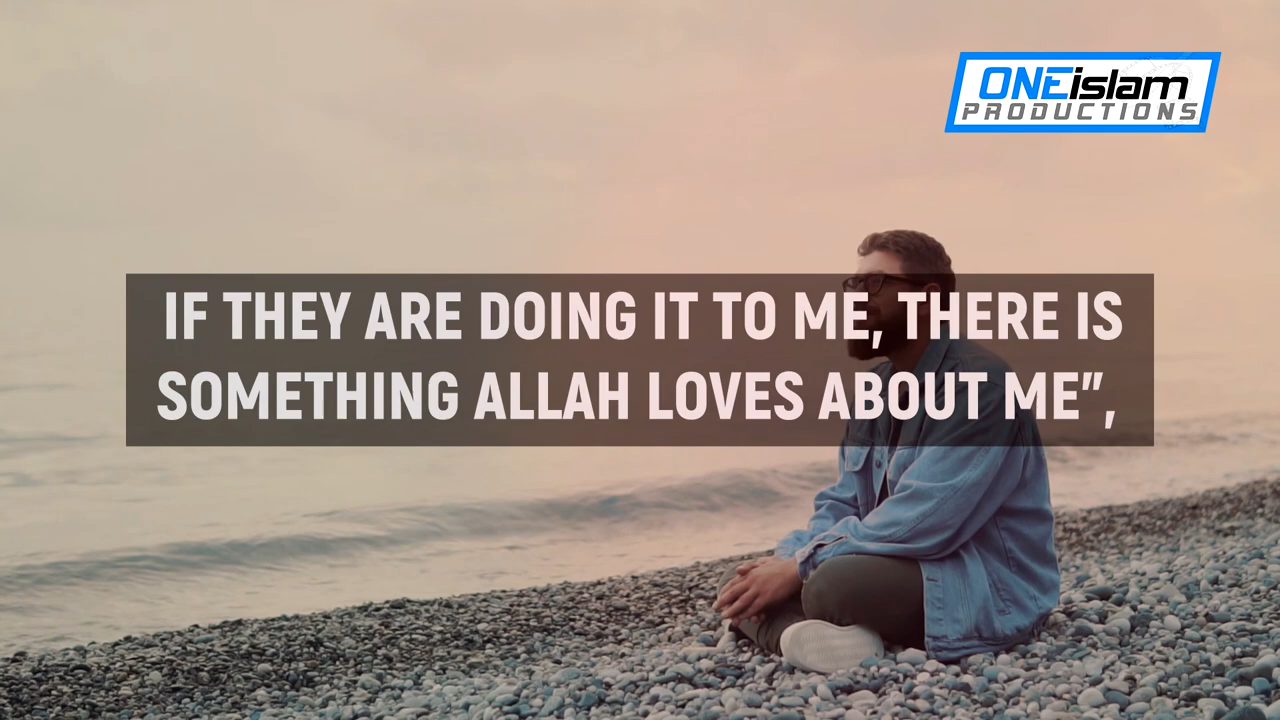 ONEislam
PRODUCTIONS
IF THEY ARE DOING IT TO ME, THERE IS
SOMETHING ALLAH LOVES ABOUT ME”,